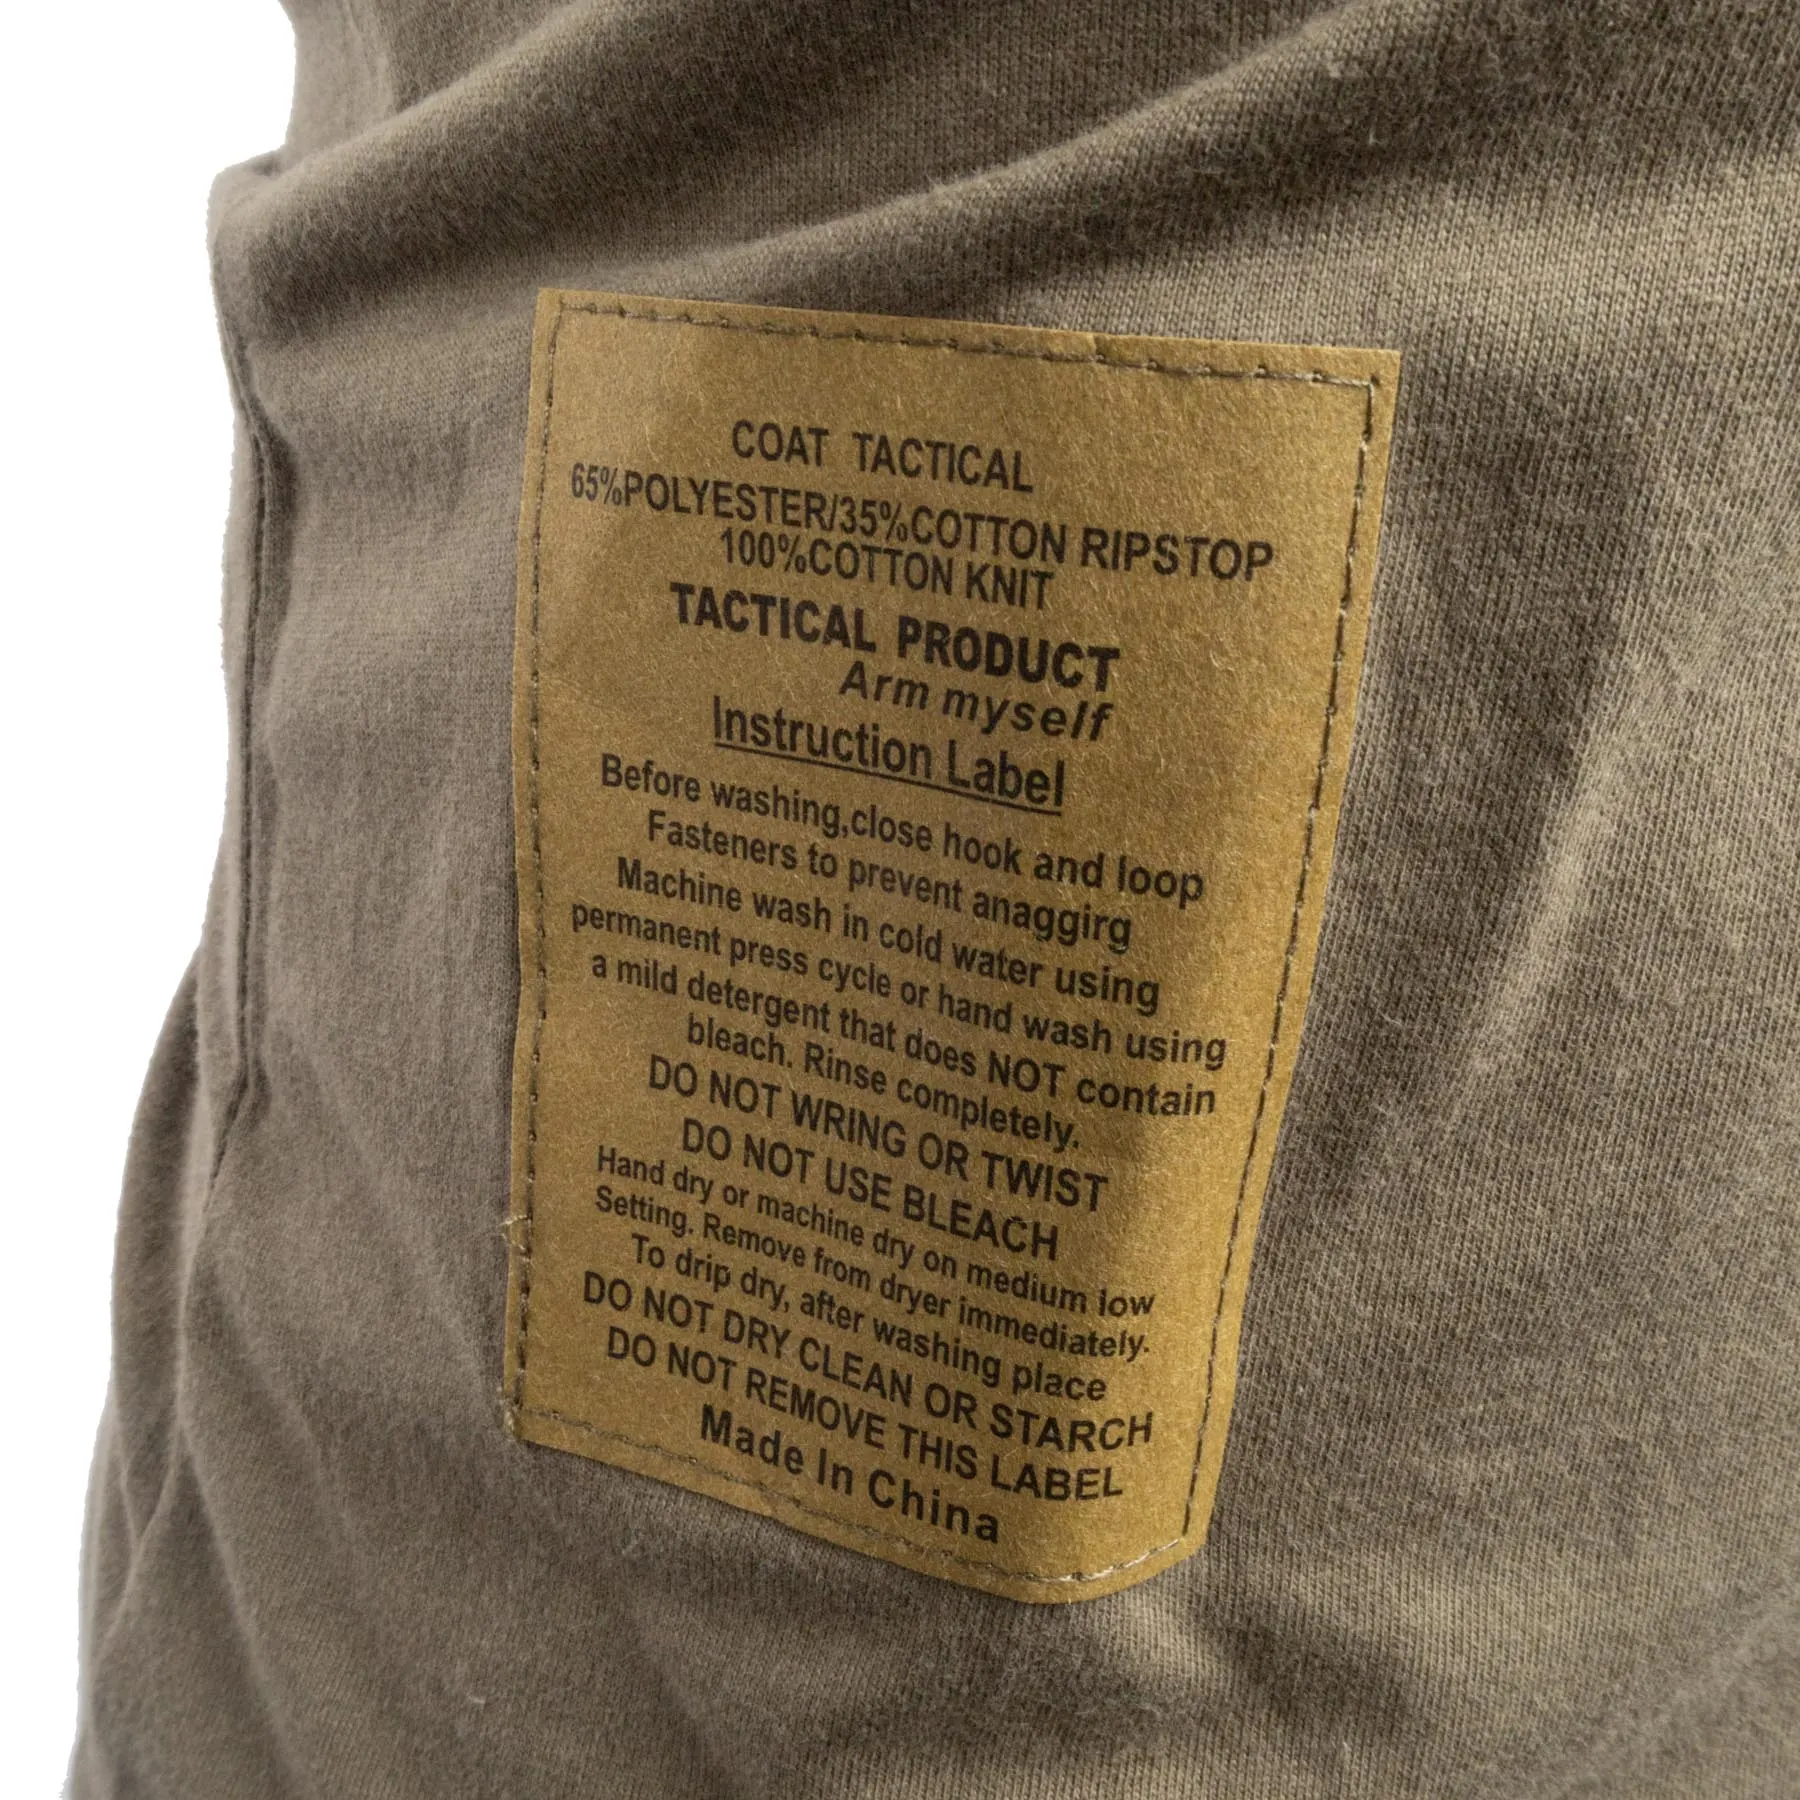 COAT TACTICAL
65%POLYESTER/35%COTTON RIPSTOP
100%COTTON KNIT
TACTICAL PRODUCT
Arm myself
Instruction Label
Before washing,close hook and loop
Fasteners to prevent anaggirg
Machine wash in cold water using
permanent press cycle or hand wash using
a mild detergent that does NOT contain
bleach. Rinse completely.
DO NOT WRING OR TWIST
DO NOT USE BLEACH
Hand dry or machine dry on medium low
Setting. Remove from dryer immediately.
To drip dry, after washing place
DO NOT DRY CLEAN OR STARCH
DO NOT REMOVE THIS LABEL
Made In China